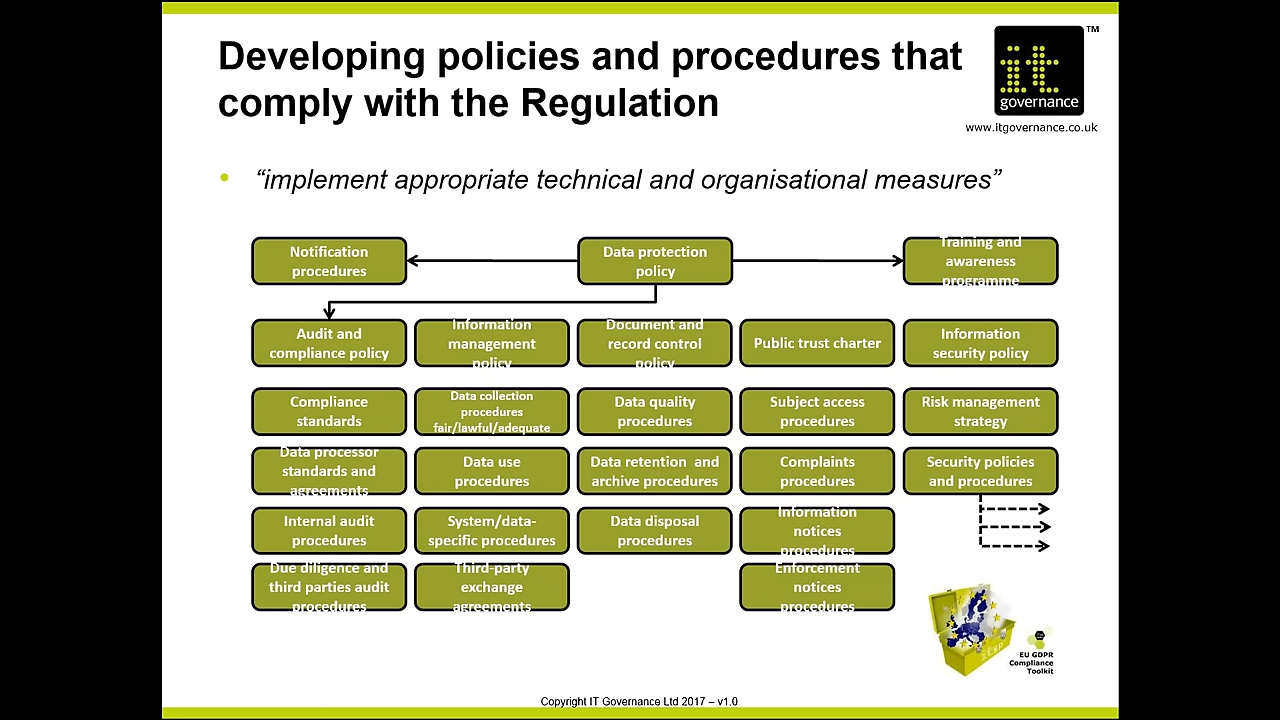 Developing policies and procedures that
comply with the Regulation
it
governance
™
www.itgovernance.co.uk
• “implement appropriate technical and organisational measures”
Notification
procedures
Data protection
policy
Training and
awareness
programme
Audit and
compliance policy
Information
management
policy
Document and
record control
policy
Public trust charter
Information
security policy
Compliance
standards
Data collection
procedures
fair/lawful/adequate
Data quality
procedures
Subject access
procedures
Risk management
strategy
Data processor
standards and
agreements
Data use
procedures
Data retention and
archive procedures
Complaints
procedures
Security policies
and procedures
Internal audit
procedures
System/data-
specific procedures
Data disposal
procedures
Information
notices
procedures
Due diligence and
third parties audit
procedures
Third-party
exchange
agreements
Enforcement
notices
procedures
EU GDPR
Compliance
Toolkit
Copyright IT Governance Ltd 2017 – v1.0